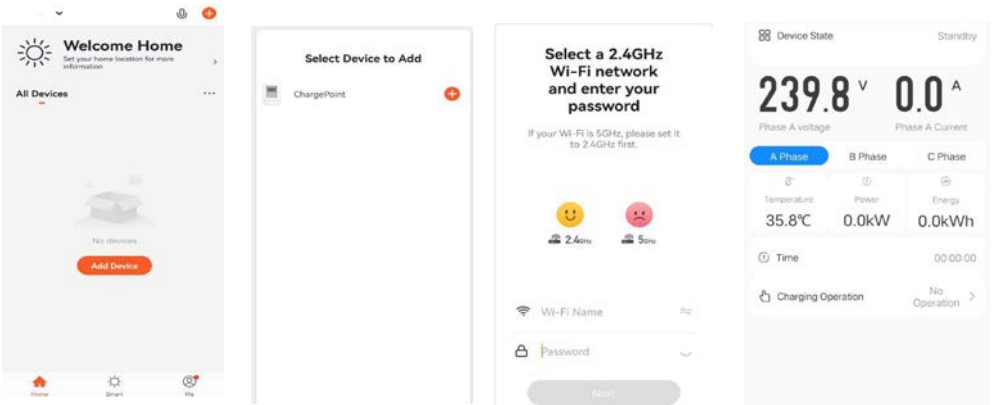 Welcome Home
Set your home location for more
information
All Devices
No devices
Add Device
Home
Smart
Me
Select Device to Add
ChargePoint
Select a 2.4GHz
Wi-Fi network
and enter your
password
If your Wi-Fi is 5GHz, please set it
to 2.4GHz first.
2.4GHz
5GHz
Wi-Fi Name
Password
Next
Device State
Standby
239.8 V
0.0 A
Phase A voltage
Phase A Current
A Phase
B Phase
C Phase
Temperature
Power
Energy
35.8℃
0.0kW
0.0kWh
Time
00:00:00
Charging Operation
No
Operation